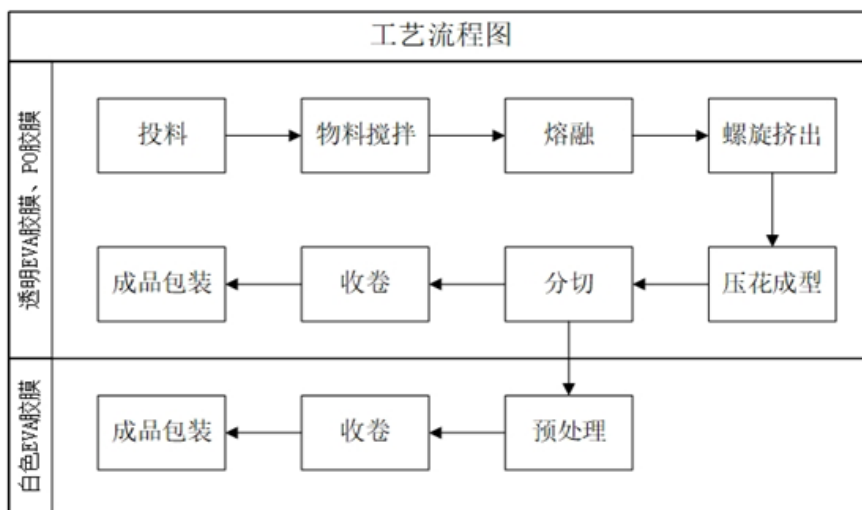 工艺流程图
透明EVA胶膜、PO胶膜
投料
物料搅拌
熔融
螺旋挤出
成品包装
收卷
分切
压花成型
白色EVA胶膜
成品包装
收卷
预处理